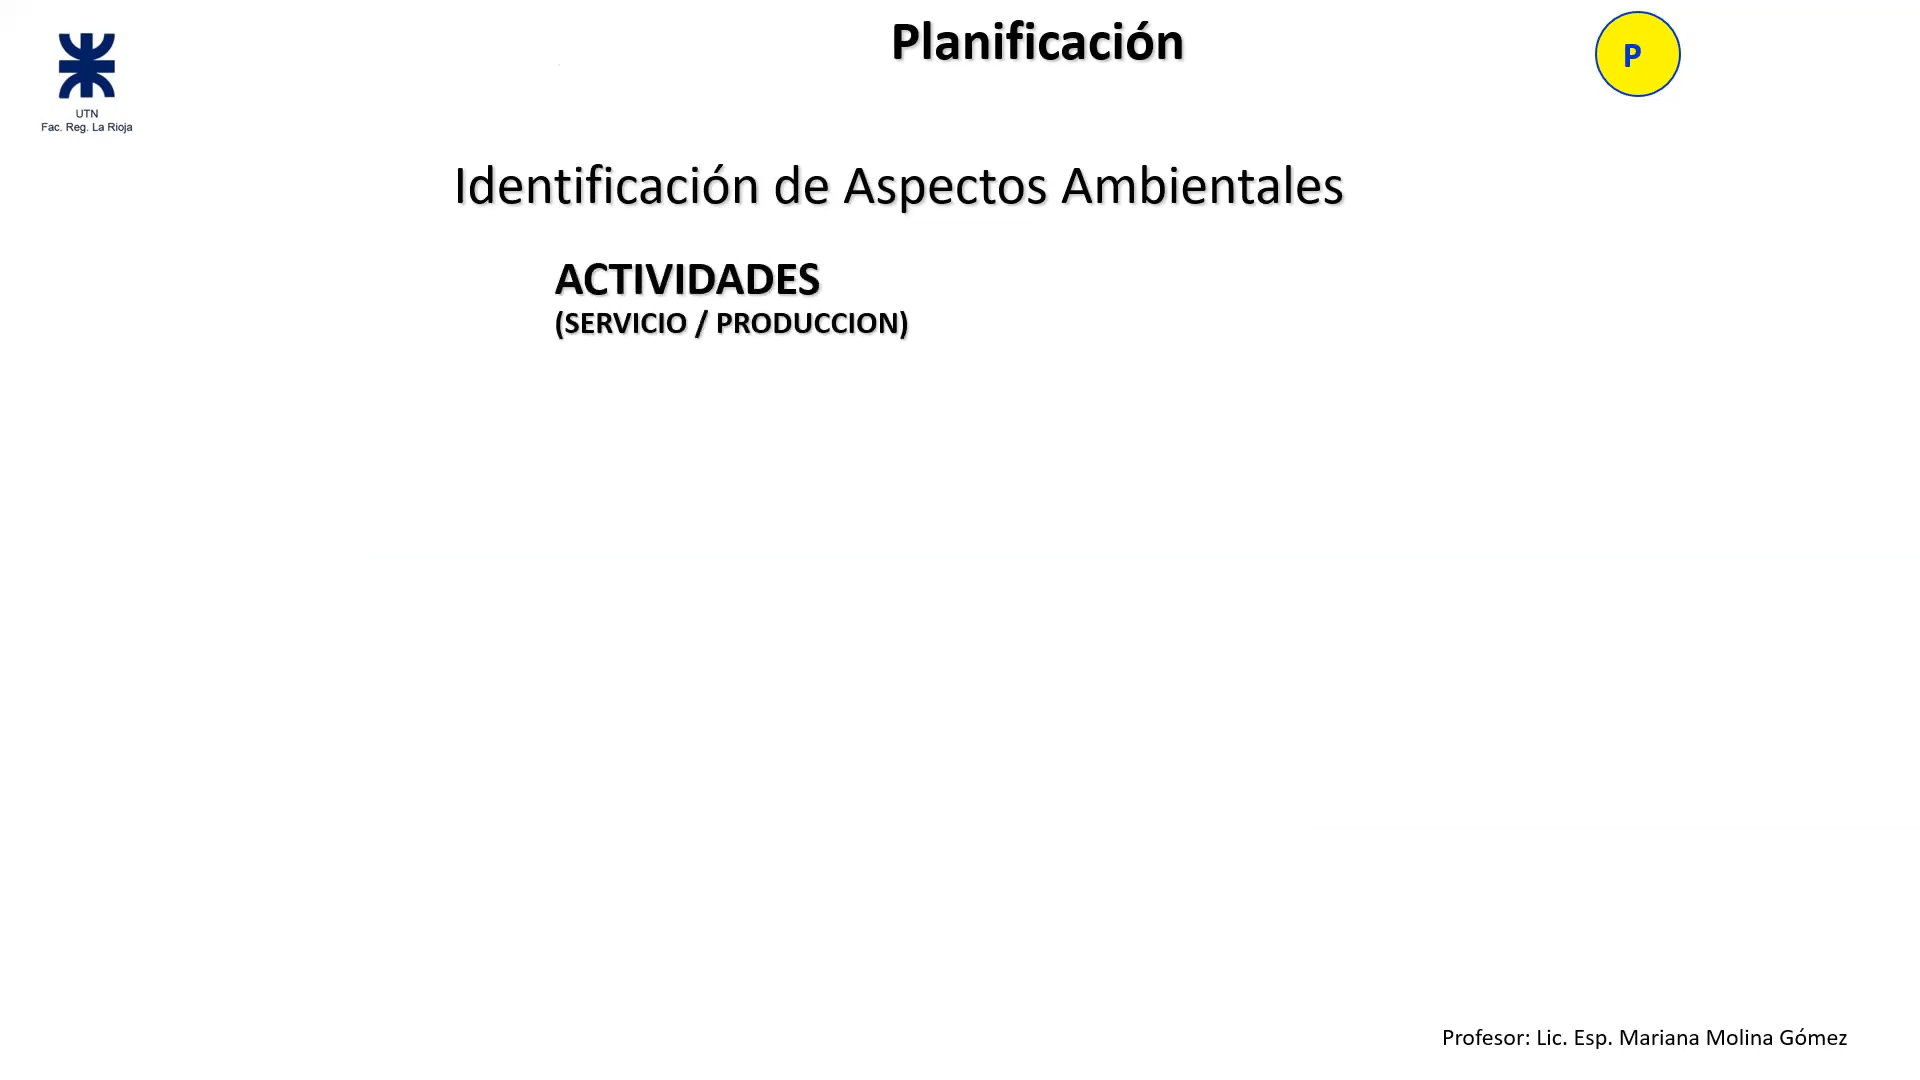 Planificación
P
UTN
Fac. Reg. La Rioja
Identificación de Aspectos Ambientales
ACTIVIDADES
(SERVICIO / PRODUCCION)
Profesor: Lic. Esp. Mariana Molina Gómez